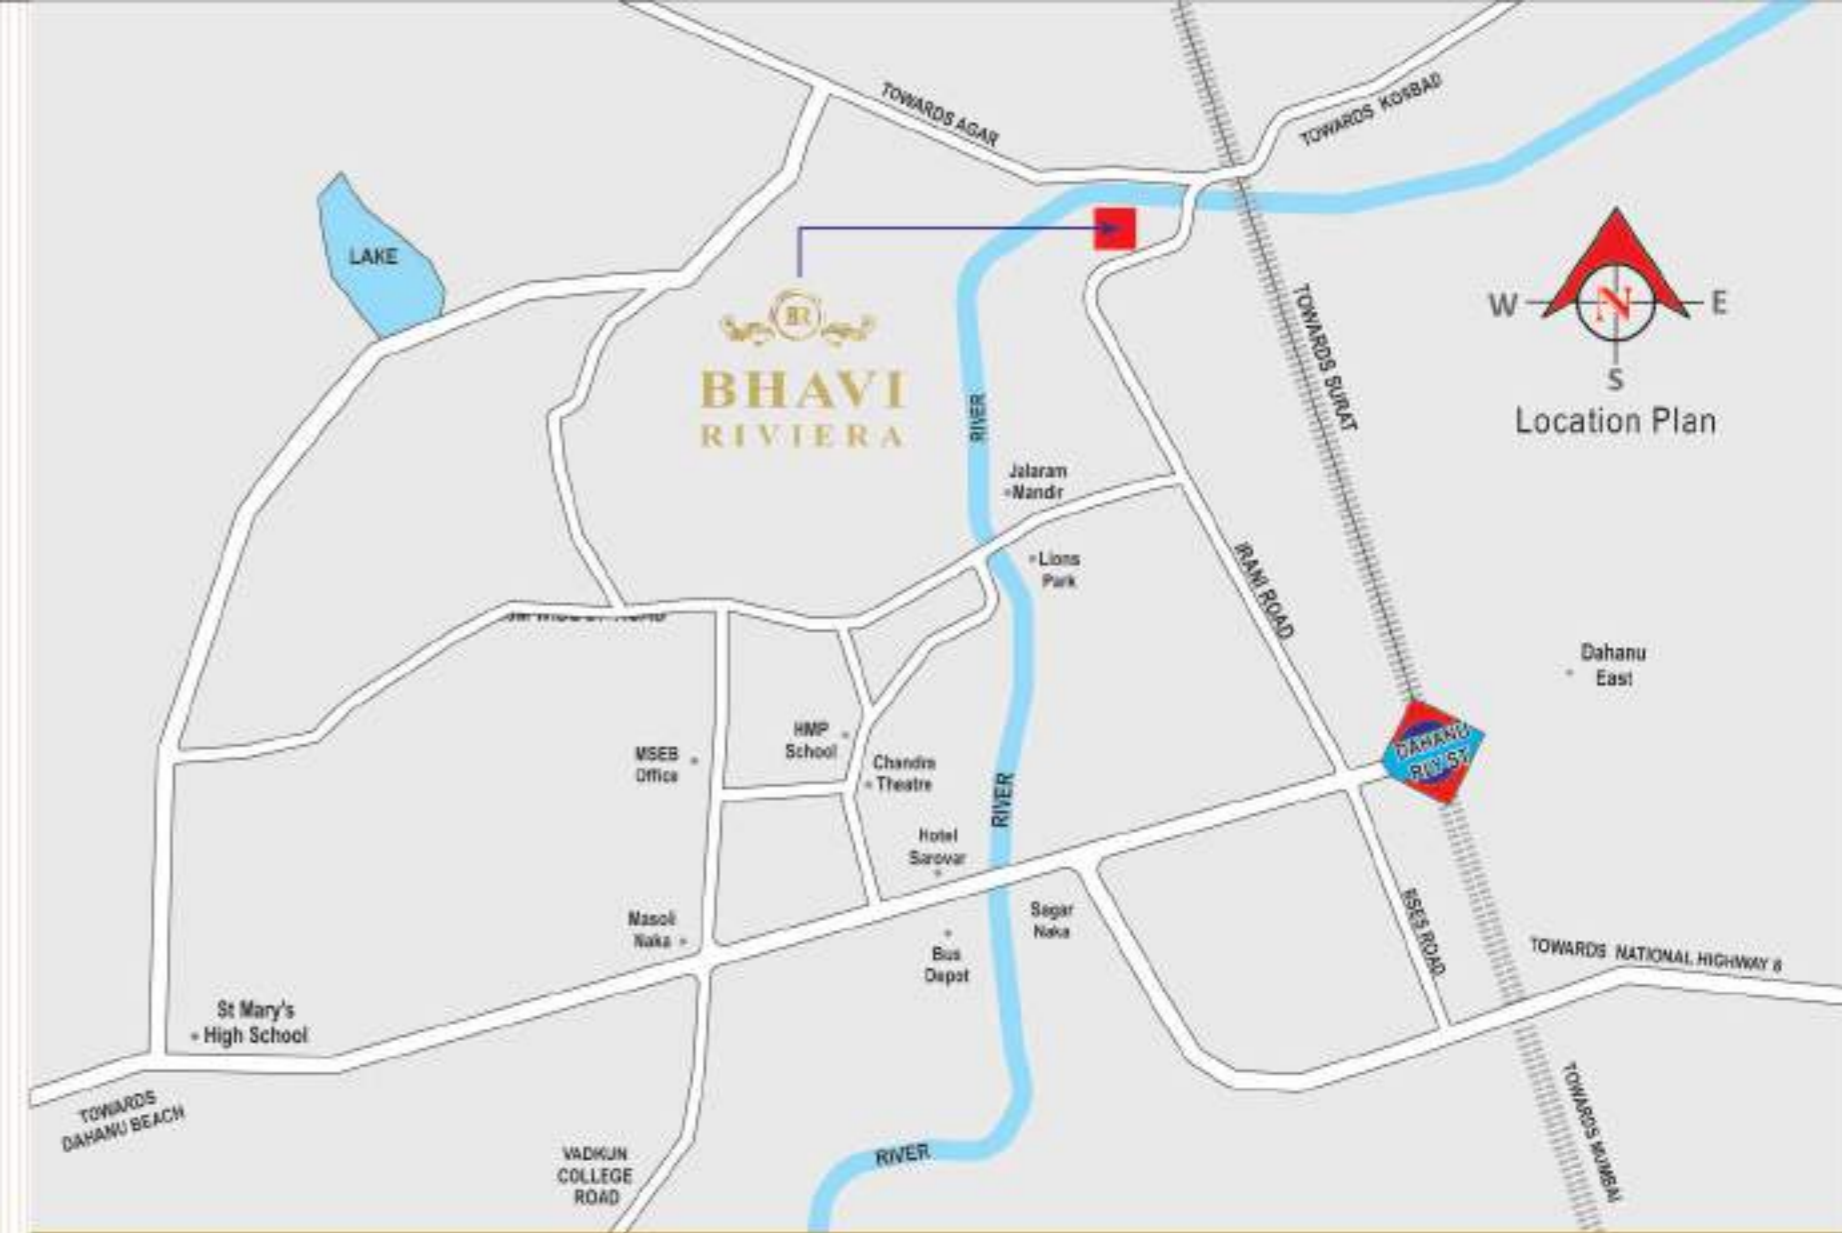 TOWARDS AGAR
TOWARDS KOSBAD
LAKE
BHAVI
RIVIERA
RIVER
TOWARDS SURAT
W
N
E
S
Location Plan
Jalaram
Mandir
Lions
Park
IRANI ROAD
Dahanu
East
HMP
School
MSEB
Office
Chandra
Theatre
DAHANU
RLY ST
RIVER
Hotel
Sarovar
Masoli
Naka
Sagar
Naka
Bus
Depot
BSES ROAD
TOWARDS NATIONAL HIGHWAY 8
St Mary's
High School
TOWARDS
DAHANU BEACH
VADKUN
COLLEGE
ROAD
RIVER
TOWARDS MUMBAI